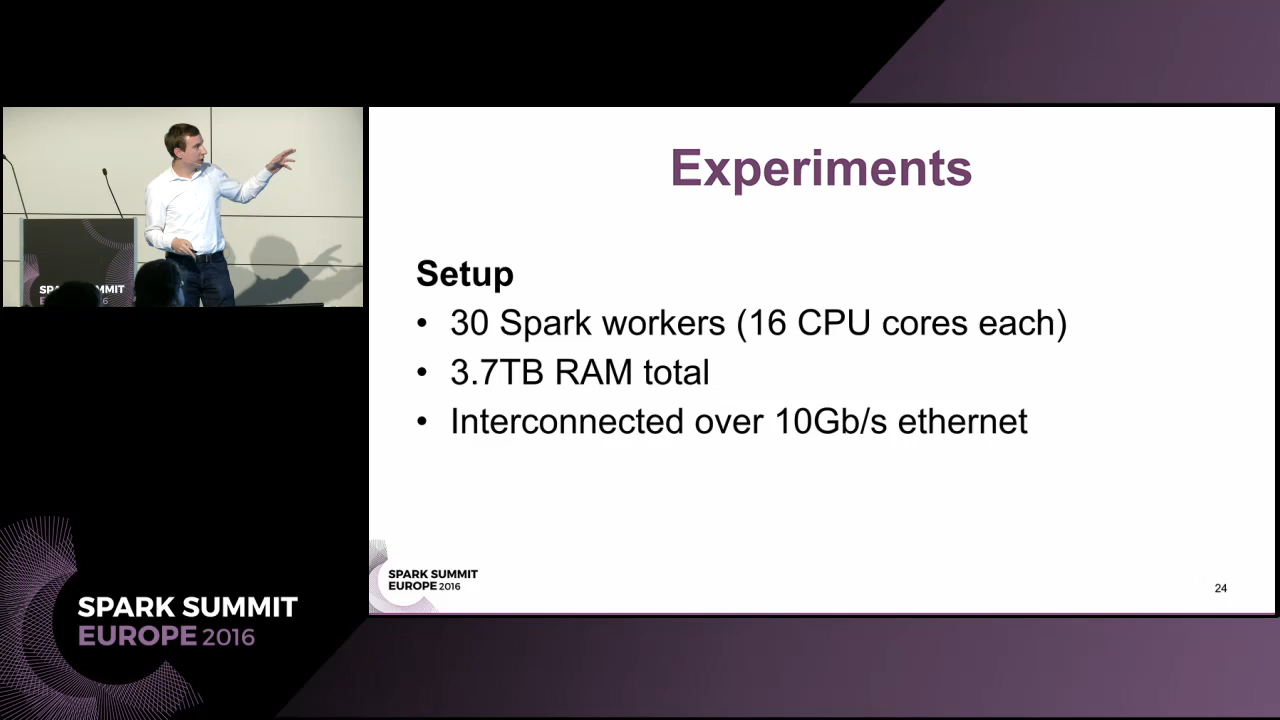 Experiments
Setup
• 30 Spark workers (16 CPU cores each)
• 3.7TB RAM total
• Interconnected over 10Gb/s ethernet
SPARK SUMMIT
EUROPE 2016
24
SPARK SUMMIT
EUROPE 2016